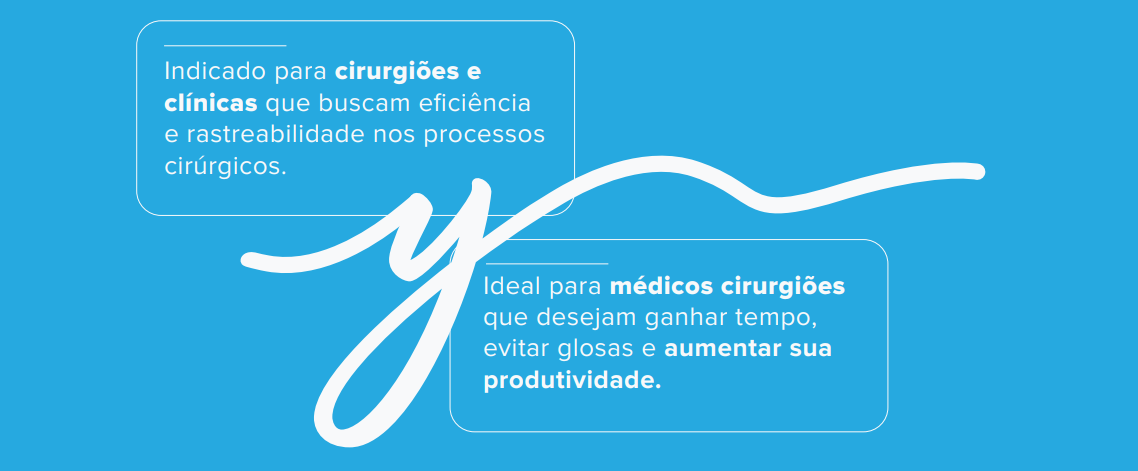 Indicado para cirurgiões e
clínicas que buscam eficiência
e rastreabilidade nos processos
cirúrgicos.
y
Ideal para médicos cirurgiões
que desejam ganhar tempo,
evitar glosas e aumentar sua
produtividade.